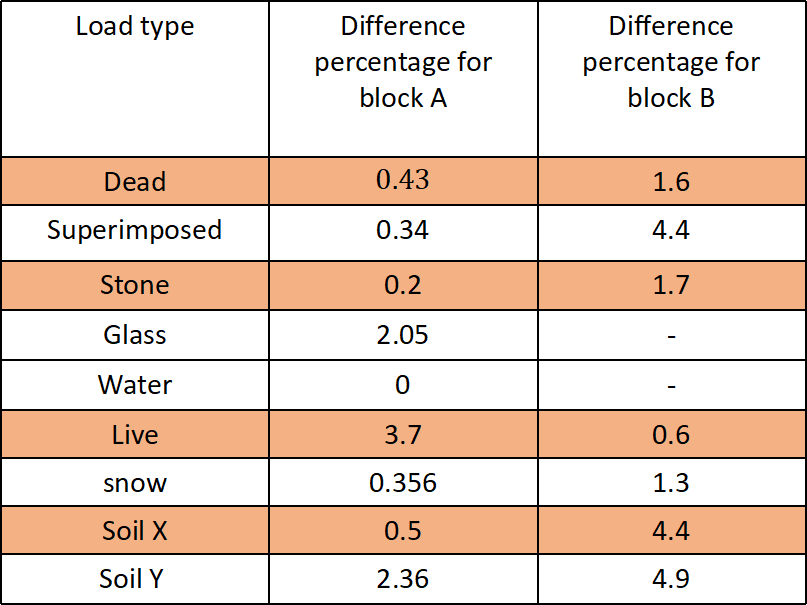 Load type
Difference
percentage for
block A
Difference
percentage for
block B
Dead 0.43 1.6
Superimposed 0.34 4.4
Stone 0.2 1.7
Glass 2.05 -
Water 0 -
Live 3.7 0.6
snow 0.356 1.3
Soil X 0.5 4.4
Soil Y 2.36 4.9